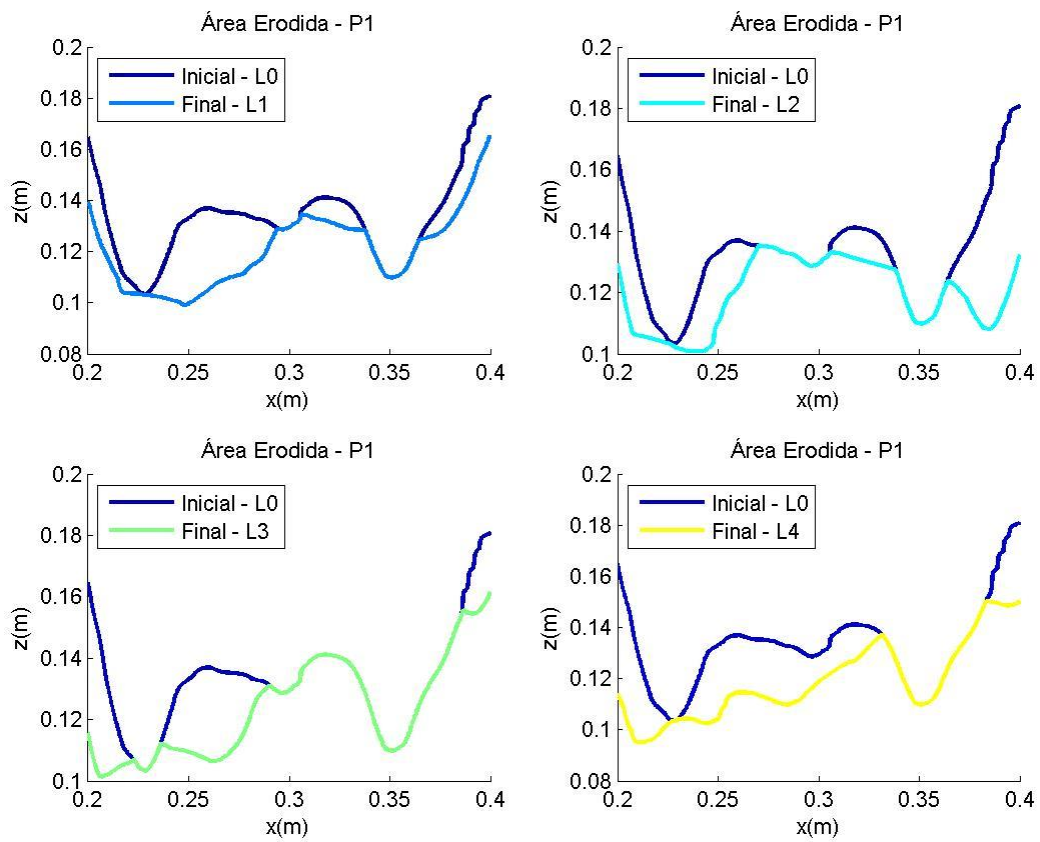 Área Erodida - P1
0.2
0.18
0.16
0.14
0.12
0.1
0.08
z(m)
Inicial - L0
Final - L1
0.2
0.25
0.3
0.35
0.4
x(m)
Área Erodida - P1
0.2
0.18
0.16
0.14
0.12
0.1
z(m)
Inicial - L0
Final - L2
0.2
0.25
0.3
0.35
0.4
x(m)
Área Erodida - P1
0.2
0.18
0.16
0.14
0.12
0.1
z(m)
Inicial - L0
Final - L3
0.2
0.25
0.3
0.35
0.4
x(m)
Área Erodida - P1
0.2
0.18
0.16
0.14
0.12
0.1
0.08
z(m)
Inicial - L0
Final - L4
0.2
0.25
0.3
0.35
0.4
x(m)